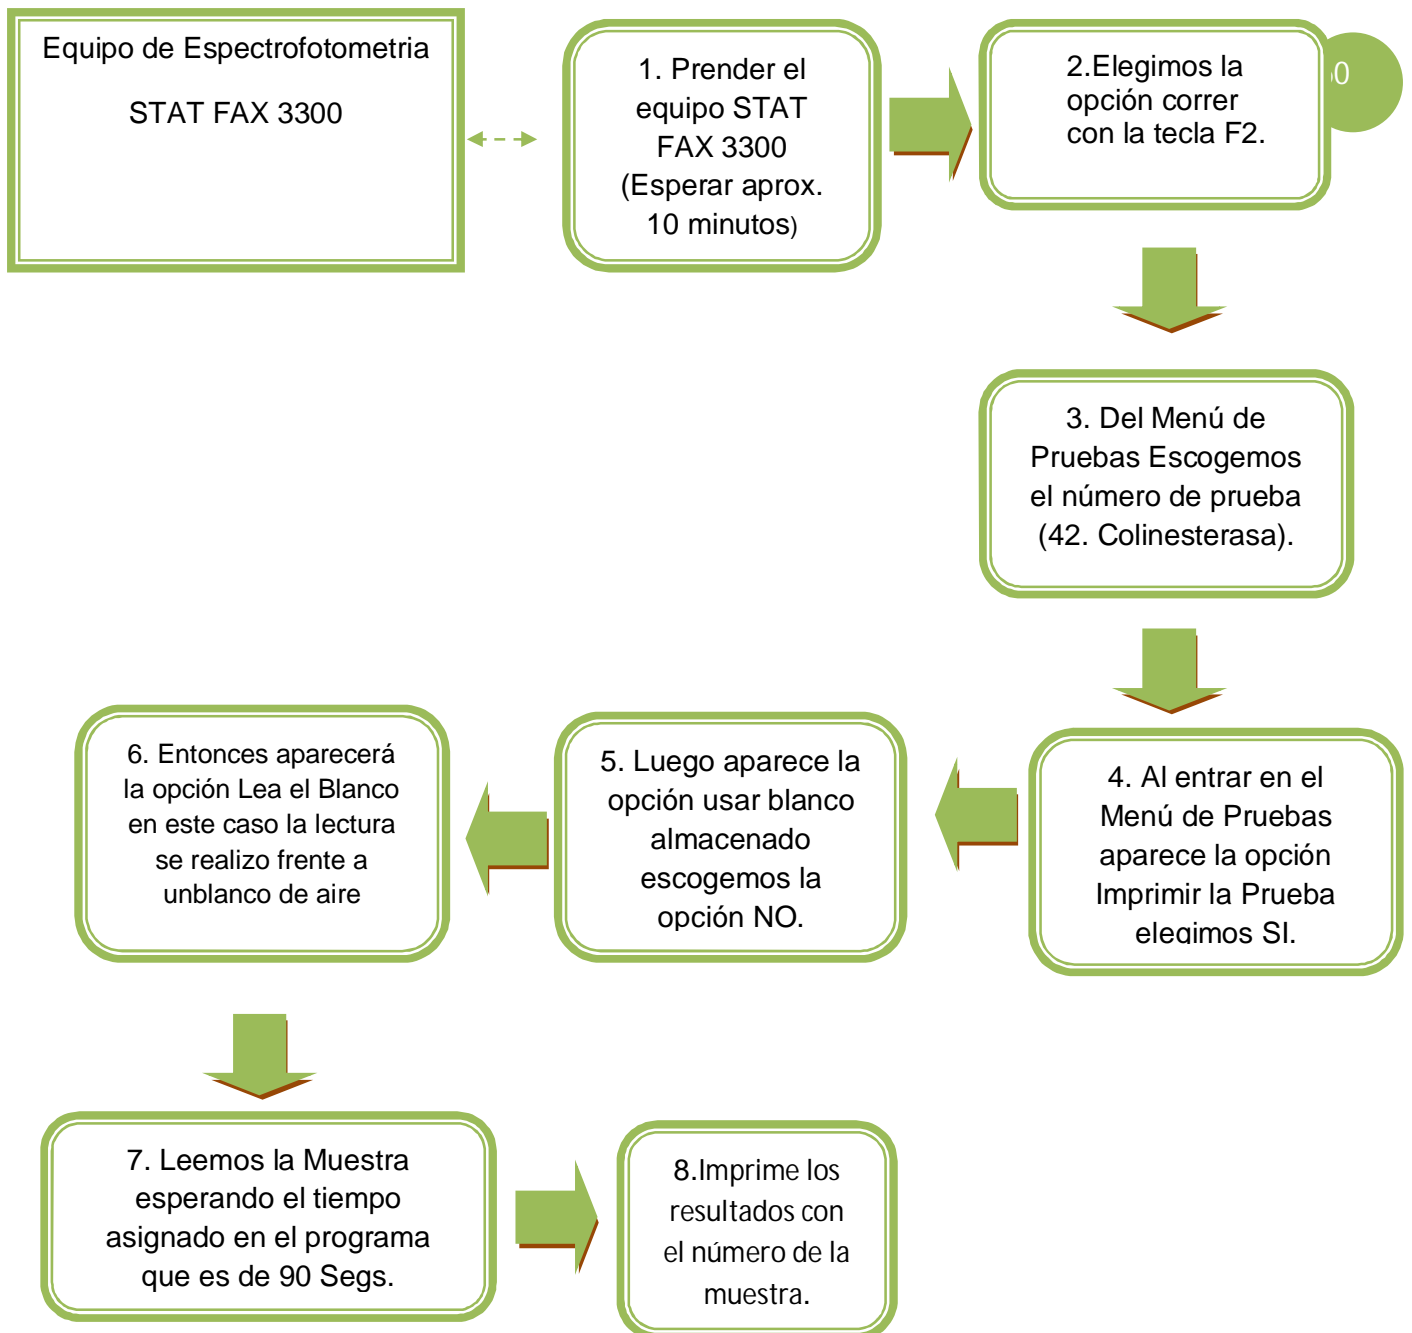 Equipo de Espectrofotometria
STAT FAX 3300
1. Prender el
equipo STAT
FAX 3300
(Esperar aprox.
10 minutos)
2.Elegimos la
opción correr
con la tecla F2.
3. Del Menú de
Pruebas Escogemos
el número de prueba
(42. Colinesterasa).
4. Al entrar en el
Menú de Pruebas
aparece la opción
Imprimir la Prueba
elegimos SI.
5. Luego aparece la
opción usar blanco
almacenado
escogemos la
opción NO.
6. Entonces aparecerá
la opción Lea el Blanco
en este caso la lectura
se realizo frente a
unblanco de aire
7. Leemos la Muestra
esperando el tiempo
asignado en el programa
que es de 90 Segs.
8.Imprime los
resultados con
el número de la
muestra.